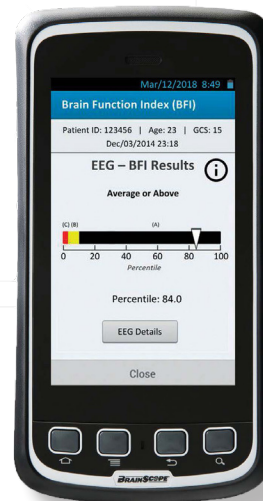 Mar/12/2018 8:49
Brain Function Index (BFI)
Patient ID: 123456 | Age: 23 | GCS: 15
Dec/03/2014 23:18
EEG – BFI Results
Average or Above
(C) (B) (A)
0 20 40 60 80 100
Percentile
Percentile: 84.0
EEG Details
Close
BRAINSCOPE